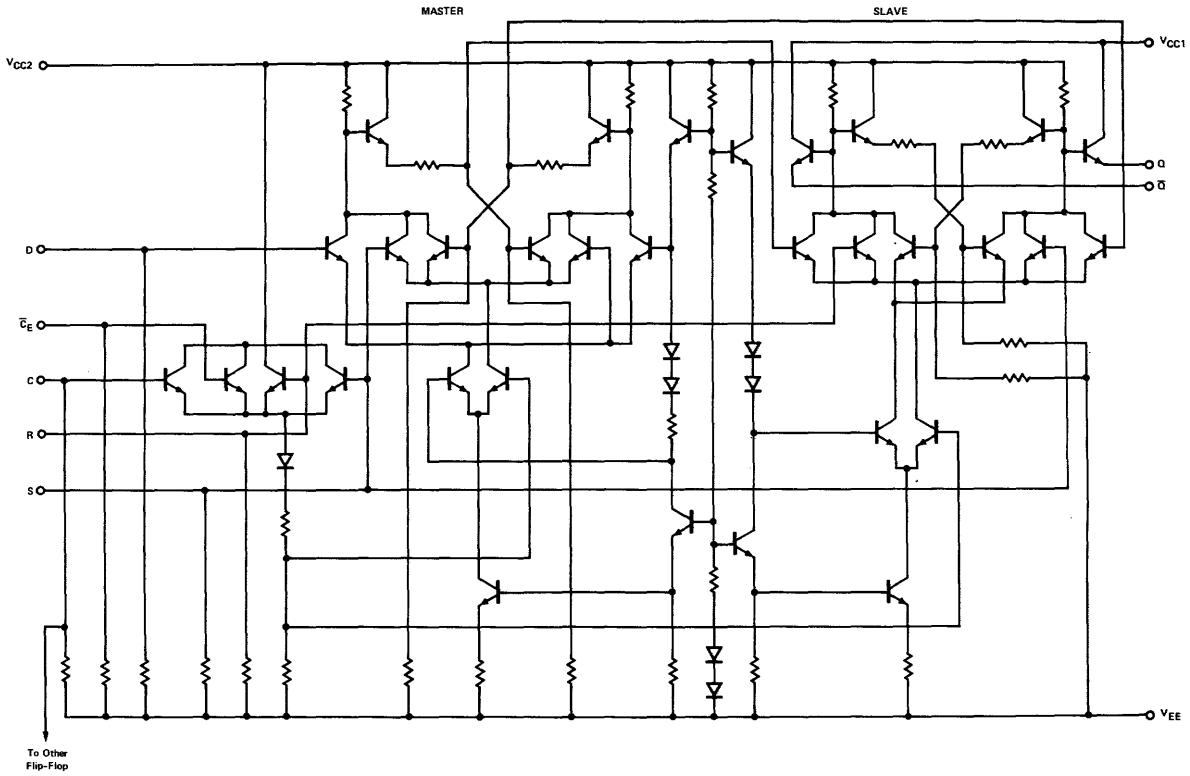 MASTER
SLAVE
VCC1
VCC2
Q
Q̅
D
C̅E
C
R
S
VEE
To Other
Flip-Flop